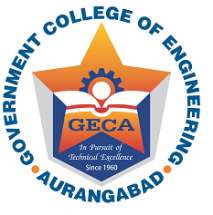 GOVERNMENT COLLEGE OF ENGINEERING
GECA
In Pursuit of
Technical Excellence
Since 1960
AURANGABAD